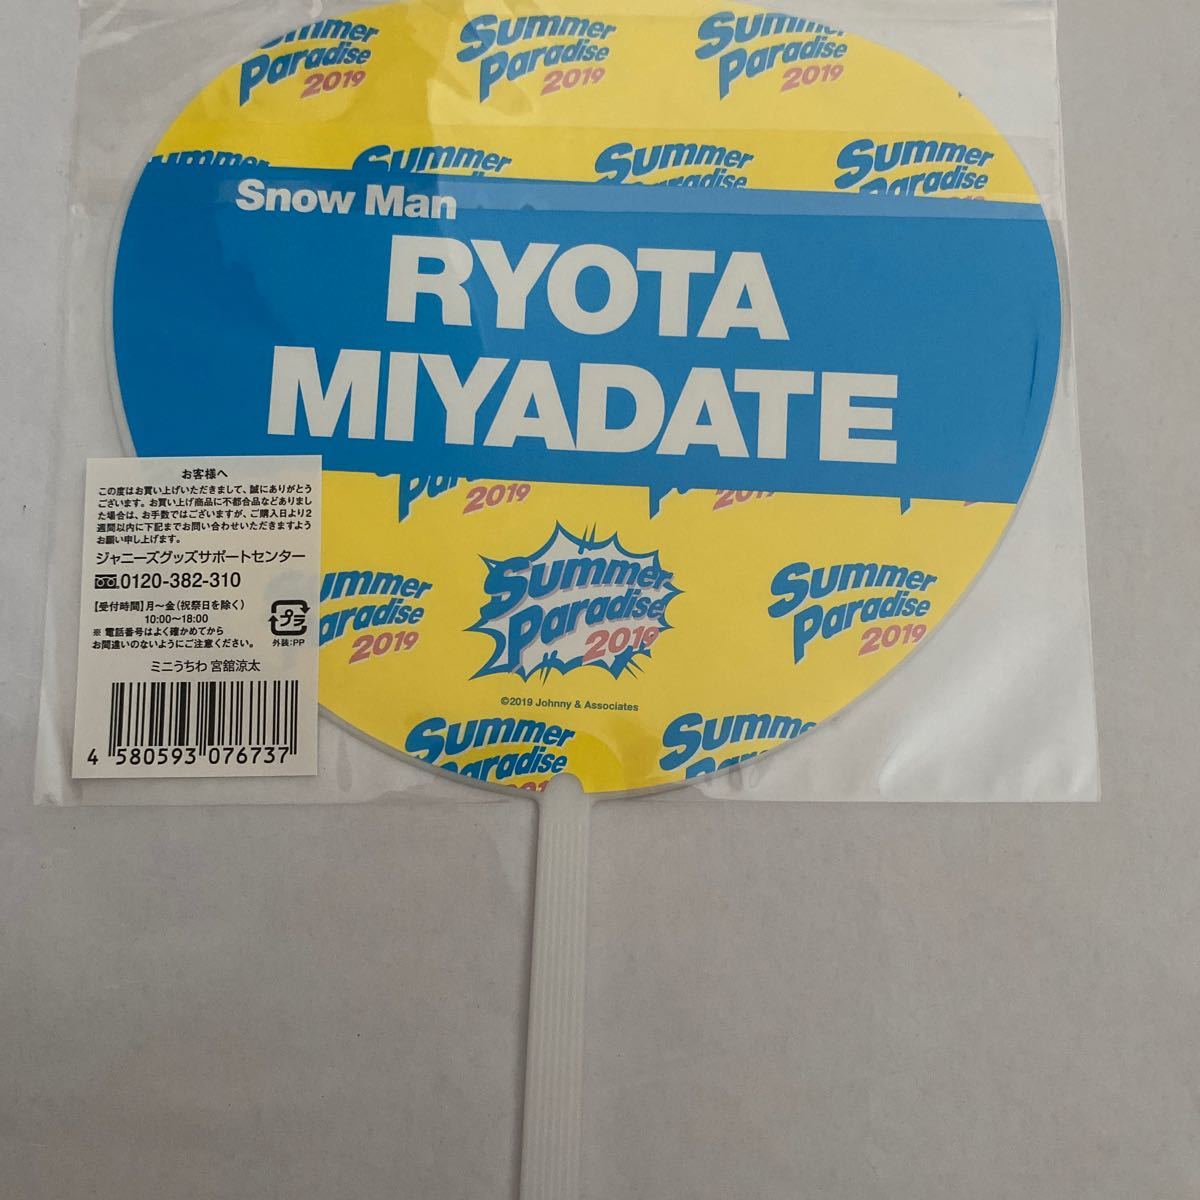 Summer
Paradise
2019
Summer
Paradise
2019
Summer
Paradise
2019
Summer
Summer
Paradise
Summer
Paradise
Summer
Paradise
Snow Man
RYOTA
MIYADATE
2019
2019
Summer
Paradise
2019
Summer
Paradise
2019
Summer
Paradise
2019
©2019 Johnny & Associates
Summer
Paradise
2019
Summer
Paradise
お客様へ
この度はお買い上げいただきまして、誠にありがとう
ございます。お買い上げ商品に不都合品などありまし
た場合は、お手数ではございますが、ご購入日より2
週間以内に下記までお問い合わせいただきますよう
お願い申し上げます。
ジャニーズグッズサポートセンター
0120-382-310
【受付時間】月〜金(祝祭日を除く)
10:00〜18:00
※ 電話番号はよく確かめてから
お間違いのないようにご注意ください。
プラ
外装:PP
ミニうちわ 宮舘涼太
4 580593 076737